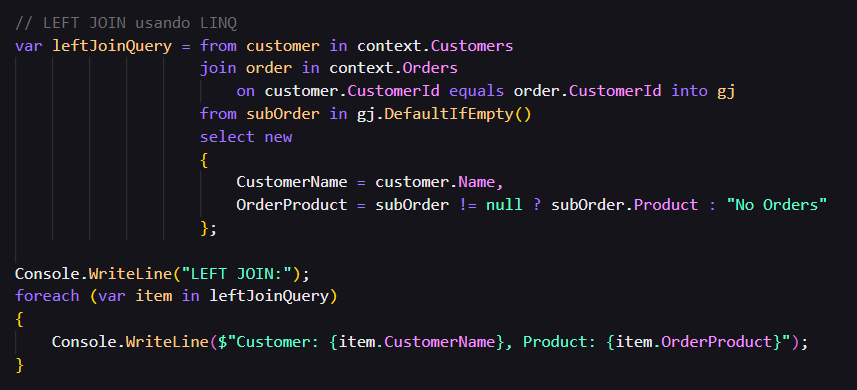 // LEFT JOIN usando LINQ
var leftJoinQuery = from customer in context.Customers
                    join order in context.Orders
                        on customer.CustomerId equals order.CustomerId into gj
                    from subOrder in gj.DefaultIfEmpty()
                    select new
                    {
                        CustomerName = customer.Name,
                        OrderProduct = subOrder != null ? subOrder.Product : "No Orders"
                    };

Console.WriteLine("LEFT JOIN:");
foreach (var item in leftJoinQuery)
{
    Console.WriteLine($"Customer: {item.CustomerName}, Product: {item.OrderProduct}");
}